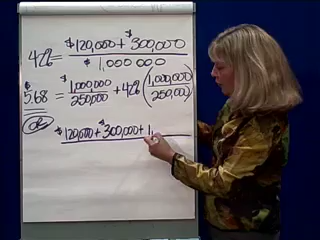 42% = $120,000 + $300,000 / $1,000,000
$5.68 = $1,000,000 / 250,000 + 42% (1,000,000 / 250,000)
or $120,000 + $300,000 + 1,